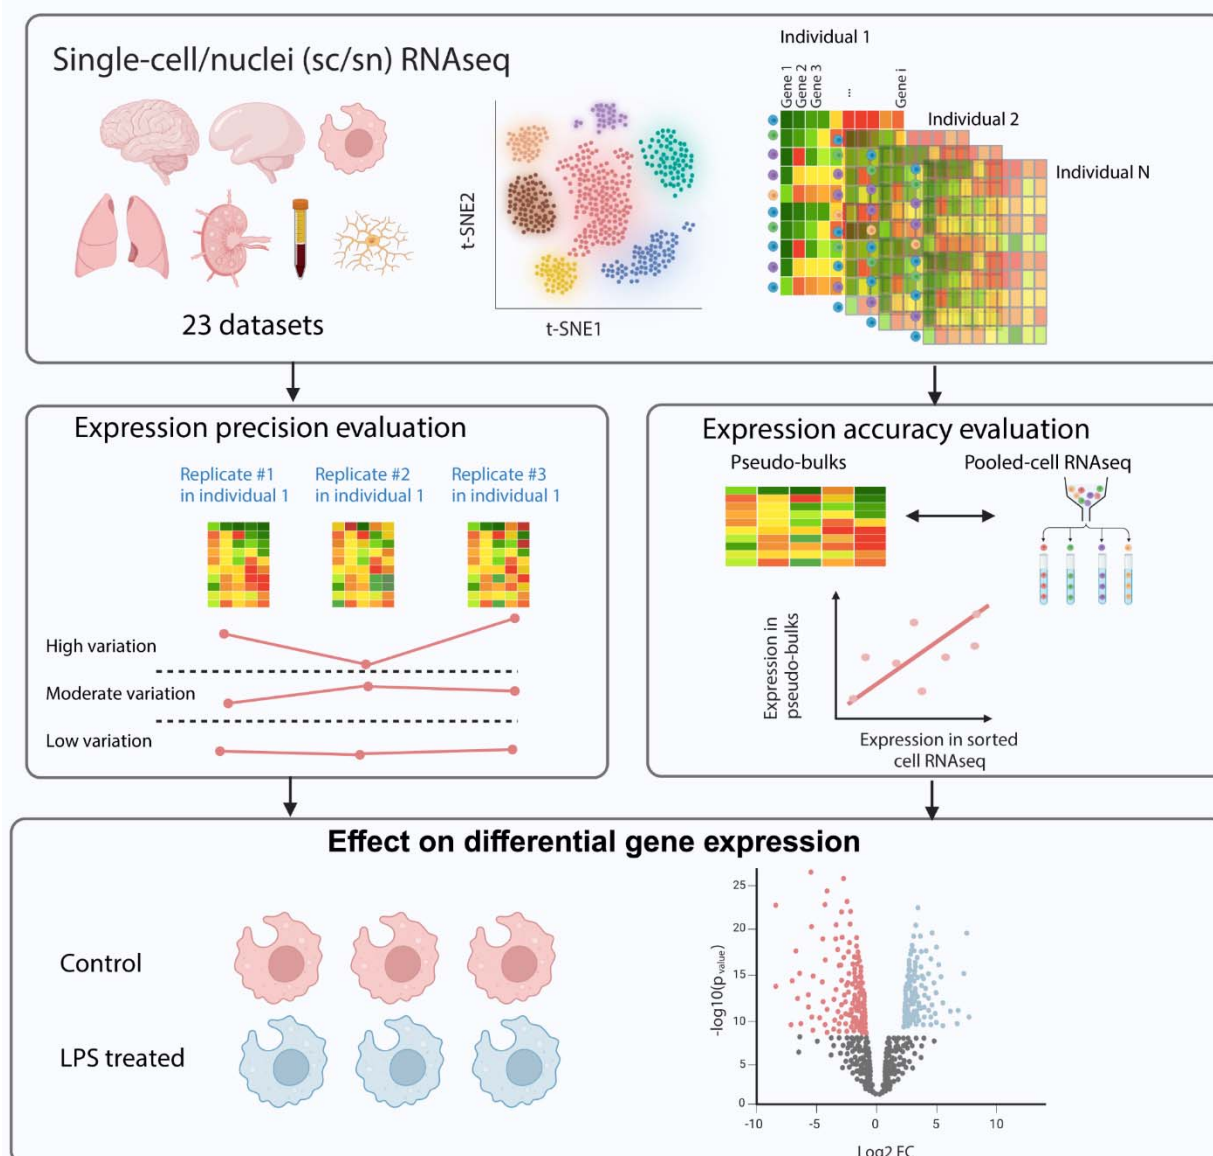 Single-cell/nuclei (sc/sn) RNAseq
23 datasets
t-SNE2
t-SNE1
Individual 1
Gene 1
Gene 2
Gene 3
...
Gene i
Individual 2
Individual N
Expression precision evaluation
Replicate #1
in individual 1
Replicate #2
in individual 1
Replicate #3
in individual 1
High variation
Moderate variation
Low variation
Expression accuracy evaluation
Pseudo-bulks
Pooled-cell RNAseq
Expression in
pseudo-bulks
Expression in sorted
cell RNAseq
Effect on differential gene expression
Control
LPS treated
-log10(p value)
25
20
15
10
5
0
-10
-5
0
5
10
Log2 FC